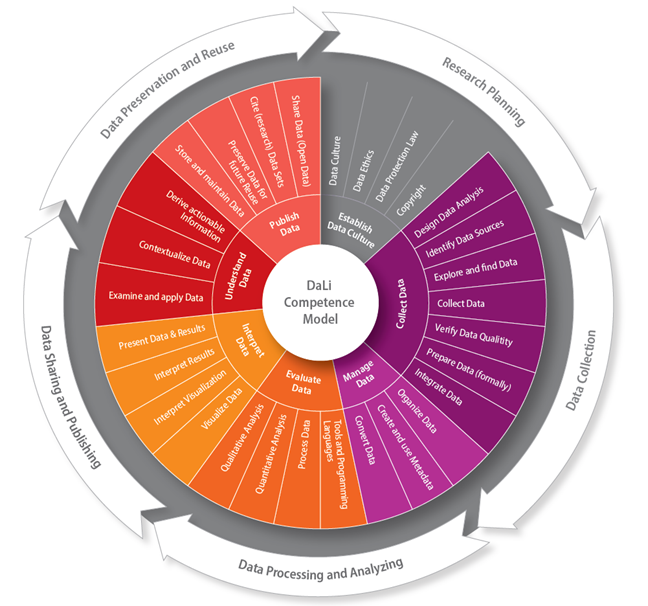 Research Planning
Data Collection
Data Processing and Analyzing
Data Sharing and Publishing
Data Preservation and Reuse
DaLi
Competence
Model
Establish
Data Culture
Data Culture
Data Ethics
Data Protection Law
Copyright
Collect Data
Design Data Analysis
Identify Data Sources
Explore and find Data
Collect Data
Verify Data Qualitity
Prepare Data (formally)
Integrate Data
Manage
Data
Organize Data
Create and use Metadata
Convert Data
Evaluate
Data
Tools and Programming
Languages
Process Data
Quantitative Analysis
Qualitative Analysis
Interpret
Data
Visualize Data
Interpret Visualization
Interpret Results
Present Data & Results
Understand
Data
Examine and apply Data
Contextualize Data
Derive actionable
Information
Publish
Data
Store and maintain Data
Preserve Data for
future Reuse
Cite (research) Data Sets
Share Data (Open Data)